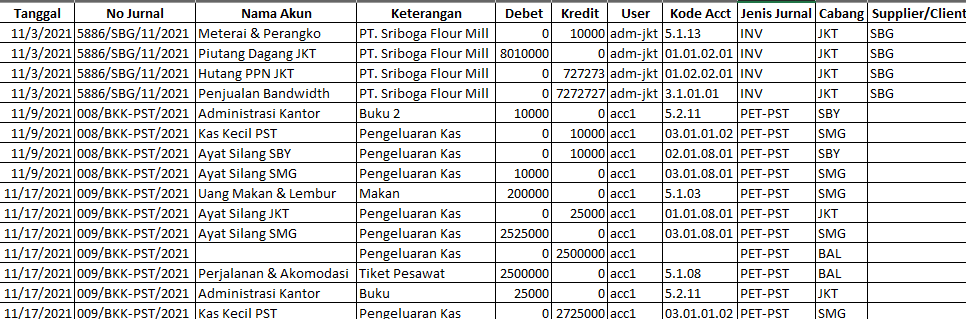 Tanggal No Jurnal Nama Akun Keterangan Debet Kredit User Kode Acct Jenis Jurnal Cabang Supplier/Client
11/3/2021 5886/SBG/11/2021 Meterai & Perangko PT. Sriboga Flour Mill 0 10000 adm-jkt 5.1.13 INV JKT SBG
11/3/2021 5886/SBG/11/2021 Piutang Dagang JKT PT. Sriboga Flour Mill 8010000 0 adm-jkt 01.01.02.01 INV JKT SBG
11/3/2021 5886/SBG/11/2021 Hutang PPN JKT PT. Sriboga Flour Mill 0 727273 adm-jkt 01.02.02.01 INV JKT SBG
11/3/2021 5886/SBG/11/2021 Penjualan Bandwidth PT. Sriboga Flour Mill 0 7272727 adm-jkt 3.1.01.01 INV JKT SBG
11/9/2021 008/BKK-PST/2021 Administrasi Kantor Buku 2 10000 0 acc1 5.2.11 PET-PST SBY
11/9/2021 008/BKK-PST/2021 Kas Kecil PST Pengeluaran Kas 0 10000 acc1 03.01.01.02 PET-PST SMG
11/9/2021 008/BKK-PST/2021 Ayat Silang SBY Pengeluaran Kas 0 10000 acc1 02.01.08.01 PET-PST SBY
11/9/2021 008/BKK-PST/2021 Ayat Silang SMG Pengeluaran Kas 10000 0 acc1 03.01.08.01 PET-PST SMG
11/17/2021 009/BKK-PST/2021 Uang Makan & Lembur Makan 200000 0 acc1 5.1.03 PET-PST SMG
11/17/2021 009/BKK-PST/2021 Ayat Silang JKT Pengeluaran Kas 0 25000 acc1 01.01.08.01 PET-PST JKT
11/17/2021 009/BKK-PST/2021 Ayat Silang SMG Pengeluaran Kas 2525000 0 acc1 03.01.08.01 PET-PST SMG
11/17/2021 009/BKK-PST/2021 Pengeluaran Kas 0 2500000 acc1 PET-PST BAL
11/17/2021 009/BKK-PST/2021 Perjalanan & Akomodasi Tiket Pesawat 2500000 0 acc1 5.1.08 PET-PST BAL
11/17/2021 009/BKK-PST/2021 Administrasi Kantor Buku 25000 0 acc1 5.2.11 PET-PST JKT
11/17/2021 009/BKK-PST/2021 Kas Kecil PST Pengeluaran Kas 0 2725000 acc1 03.01.01.02 PET-PST SMG